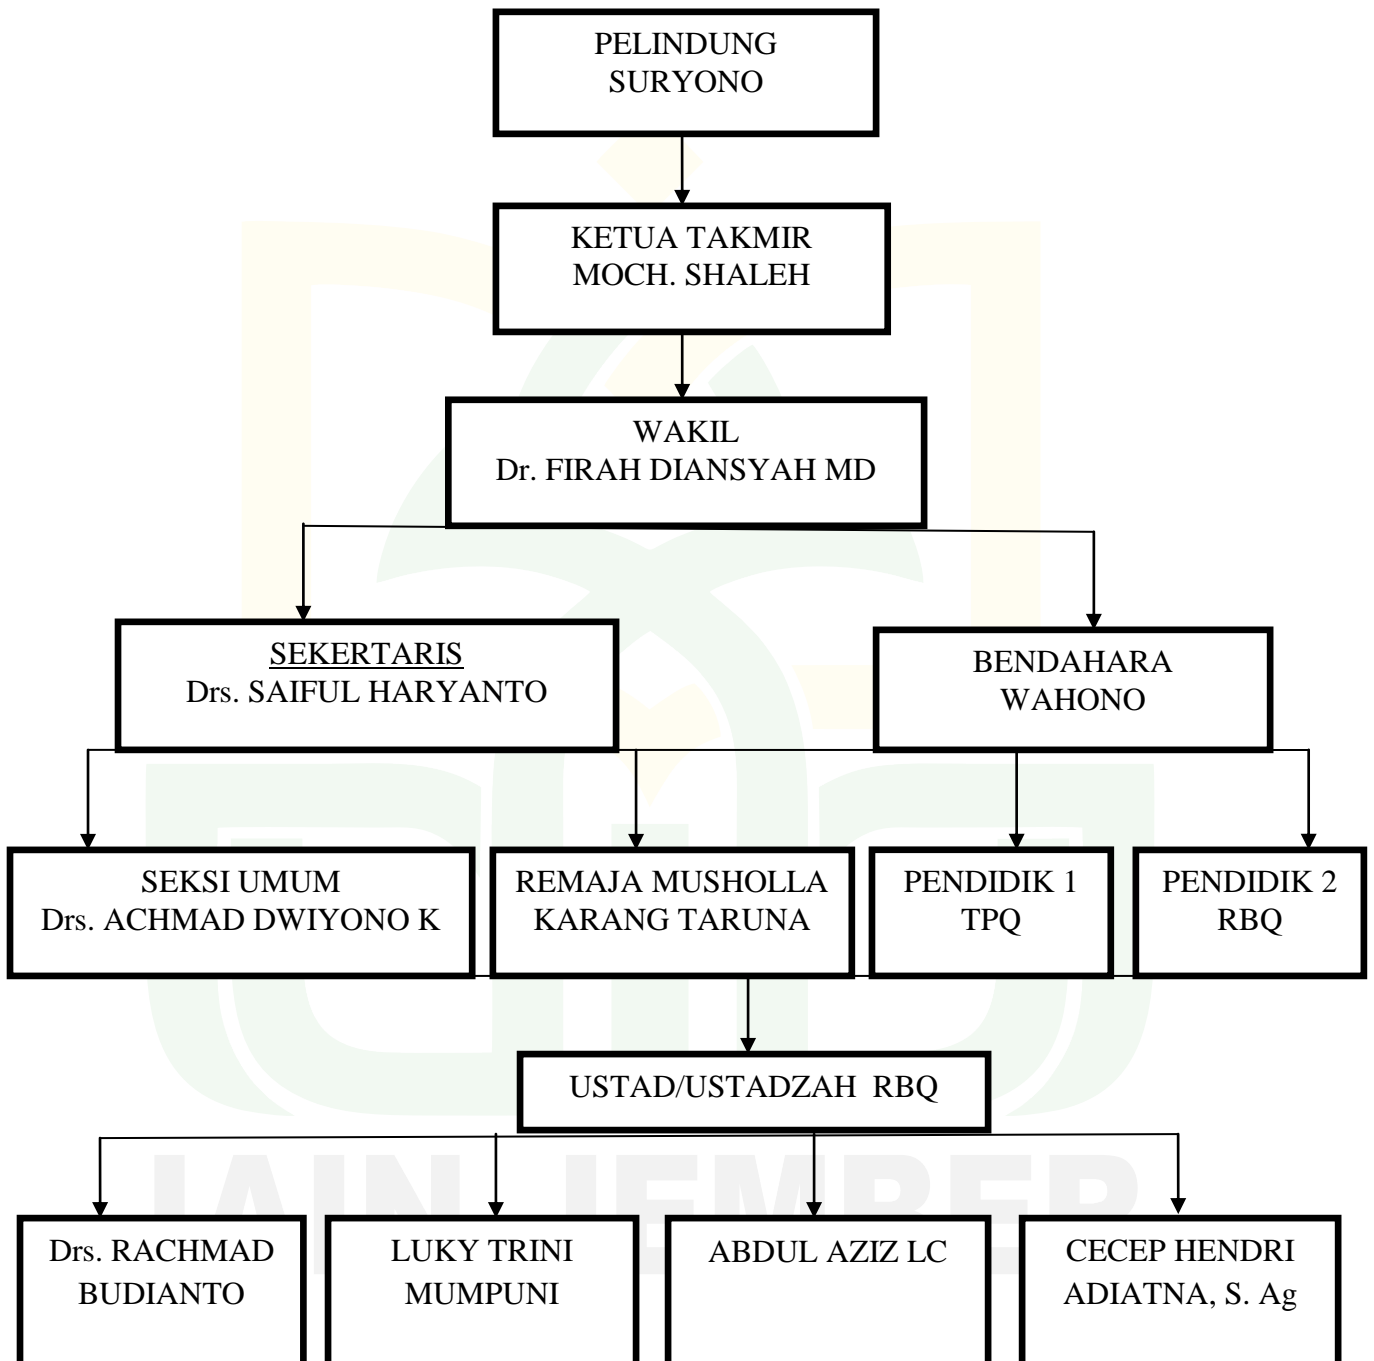 PELINDUNG
SURYONO
KETUA TAKMIR
MOCH. SHALEH
WAKIL
Dr. FIRAH DIANSYAH MD
SEKERTARIS
Drs. SAIFUL HARYANTO
BENDAHARA
WAHONO
SEKSI UMUM
Drs. ACHMAD DWIYONO K
REMAJA MUSHOLLA
KARANG TARUNA
PENDIDIK 1
TPQ
PENDIDIK 2
RBQ
USTAD/USTADZAH RBQ
IAIN JEMBER
Drs. RACHMAD
BUDIANTO
LUKY TRINI
MUMPUNI
ABDUL AZIZ LC
CECEP HENDRI
ADIATNA, S. Ag